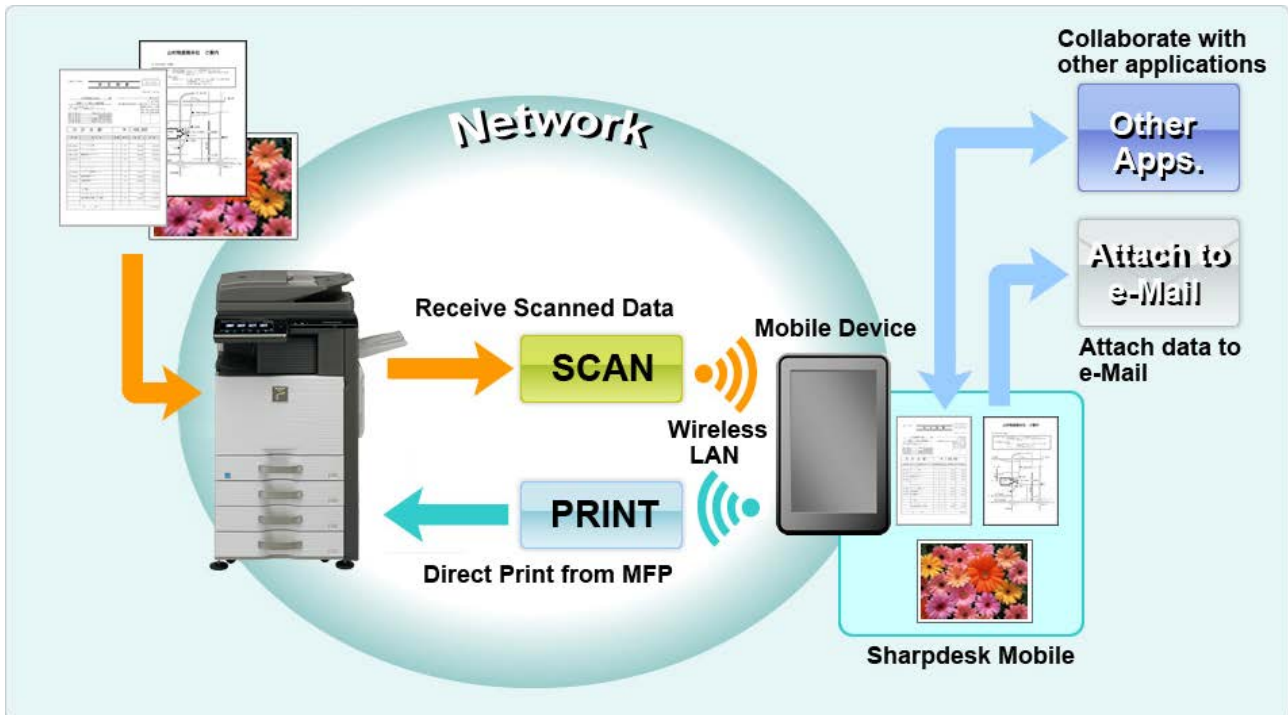 Collaborate with
other applications
Other
Apps.
Network
Attach to
e-Mail
Attach data to
e-Mail
Receive Scanned Data
SCAN
Mobile Device
Wireless
LAN
PRINT
Direct Print from MFP
Sharpdesk Mobile